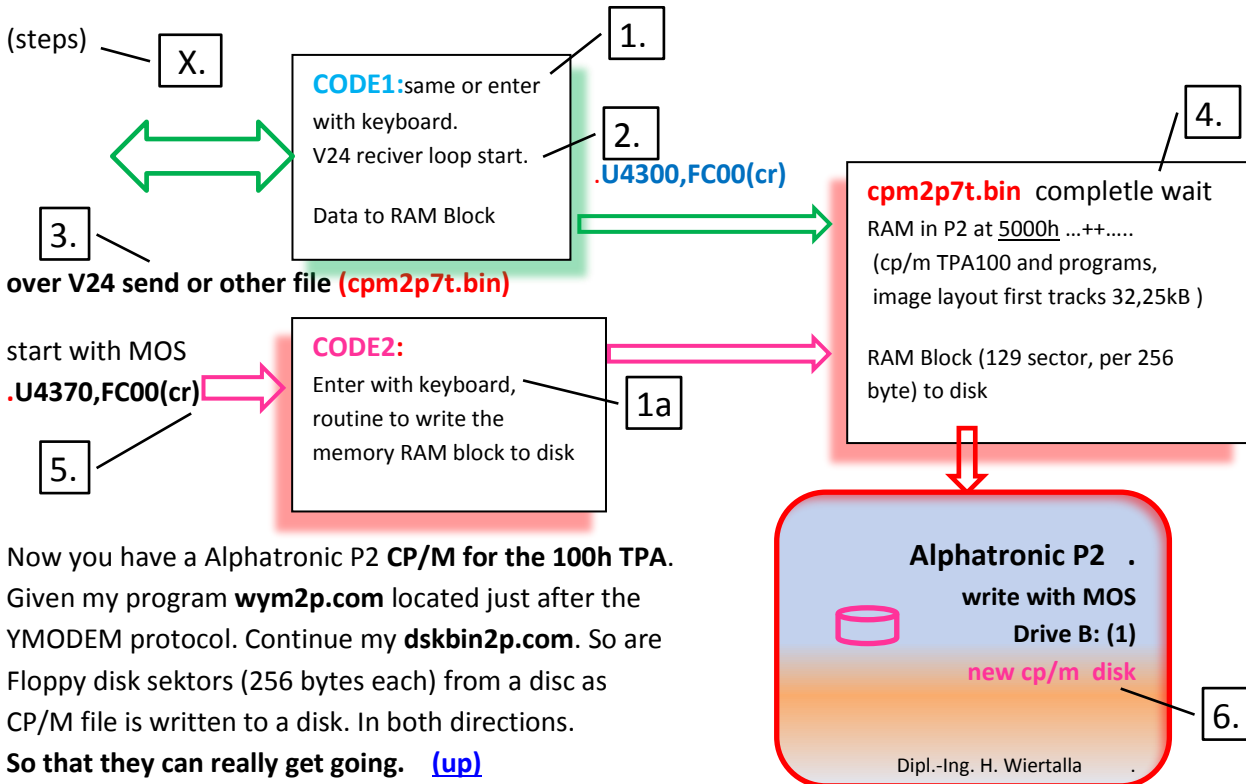 (steps)
X.
1.
CODE1:same or enter
with keyboard.
V24 reciver loop start.
Data to RAM Block
2.
.U4300,FC00(cr)
3.
over V24 send or other file (cpm2p7t.bin)
4.
cpm2p7t.bin completle wait
RAM in P2 at 5000h ...++.....
(cp/m TPA100 and programs,
image layout first tracks 32,25kB )
RAM Block (129 sector, per 256
byte) to disk
start with MOS
.U4370,FC00(cr)
5.
CODE2:
Enter with keyboard,
routine to write the
memory RAM block to disk
1a
Now you have a Alphatronic P2 CP/M for the 100h TPA.
Given my program wym2p.com located just after the
YMODEM protocol. Continue my dskbin2p.com. So are
Floppy disk sektors (256 bytes each) from a disc as
CP/M file is written to a disk. In both directions.
So that they can really get going. (up)
Alphatronic P2 .
write with MOS
Drive B: (1)
new cp/m disk
6.
Dipl.-Ing. H. Wiertalla .